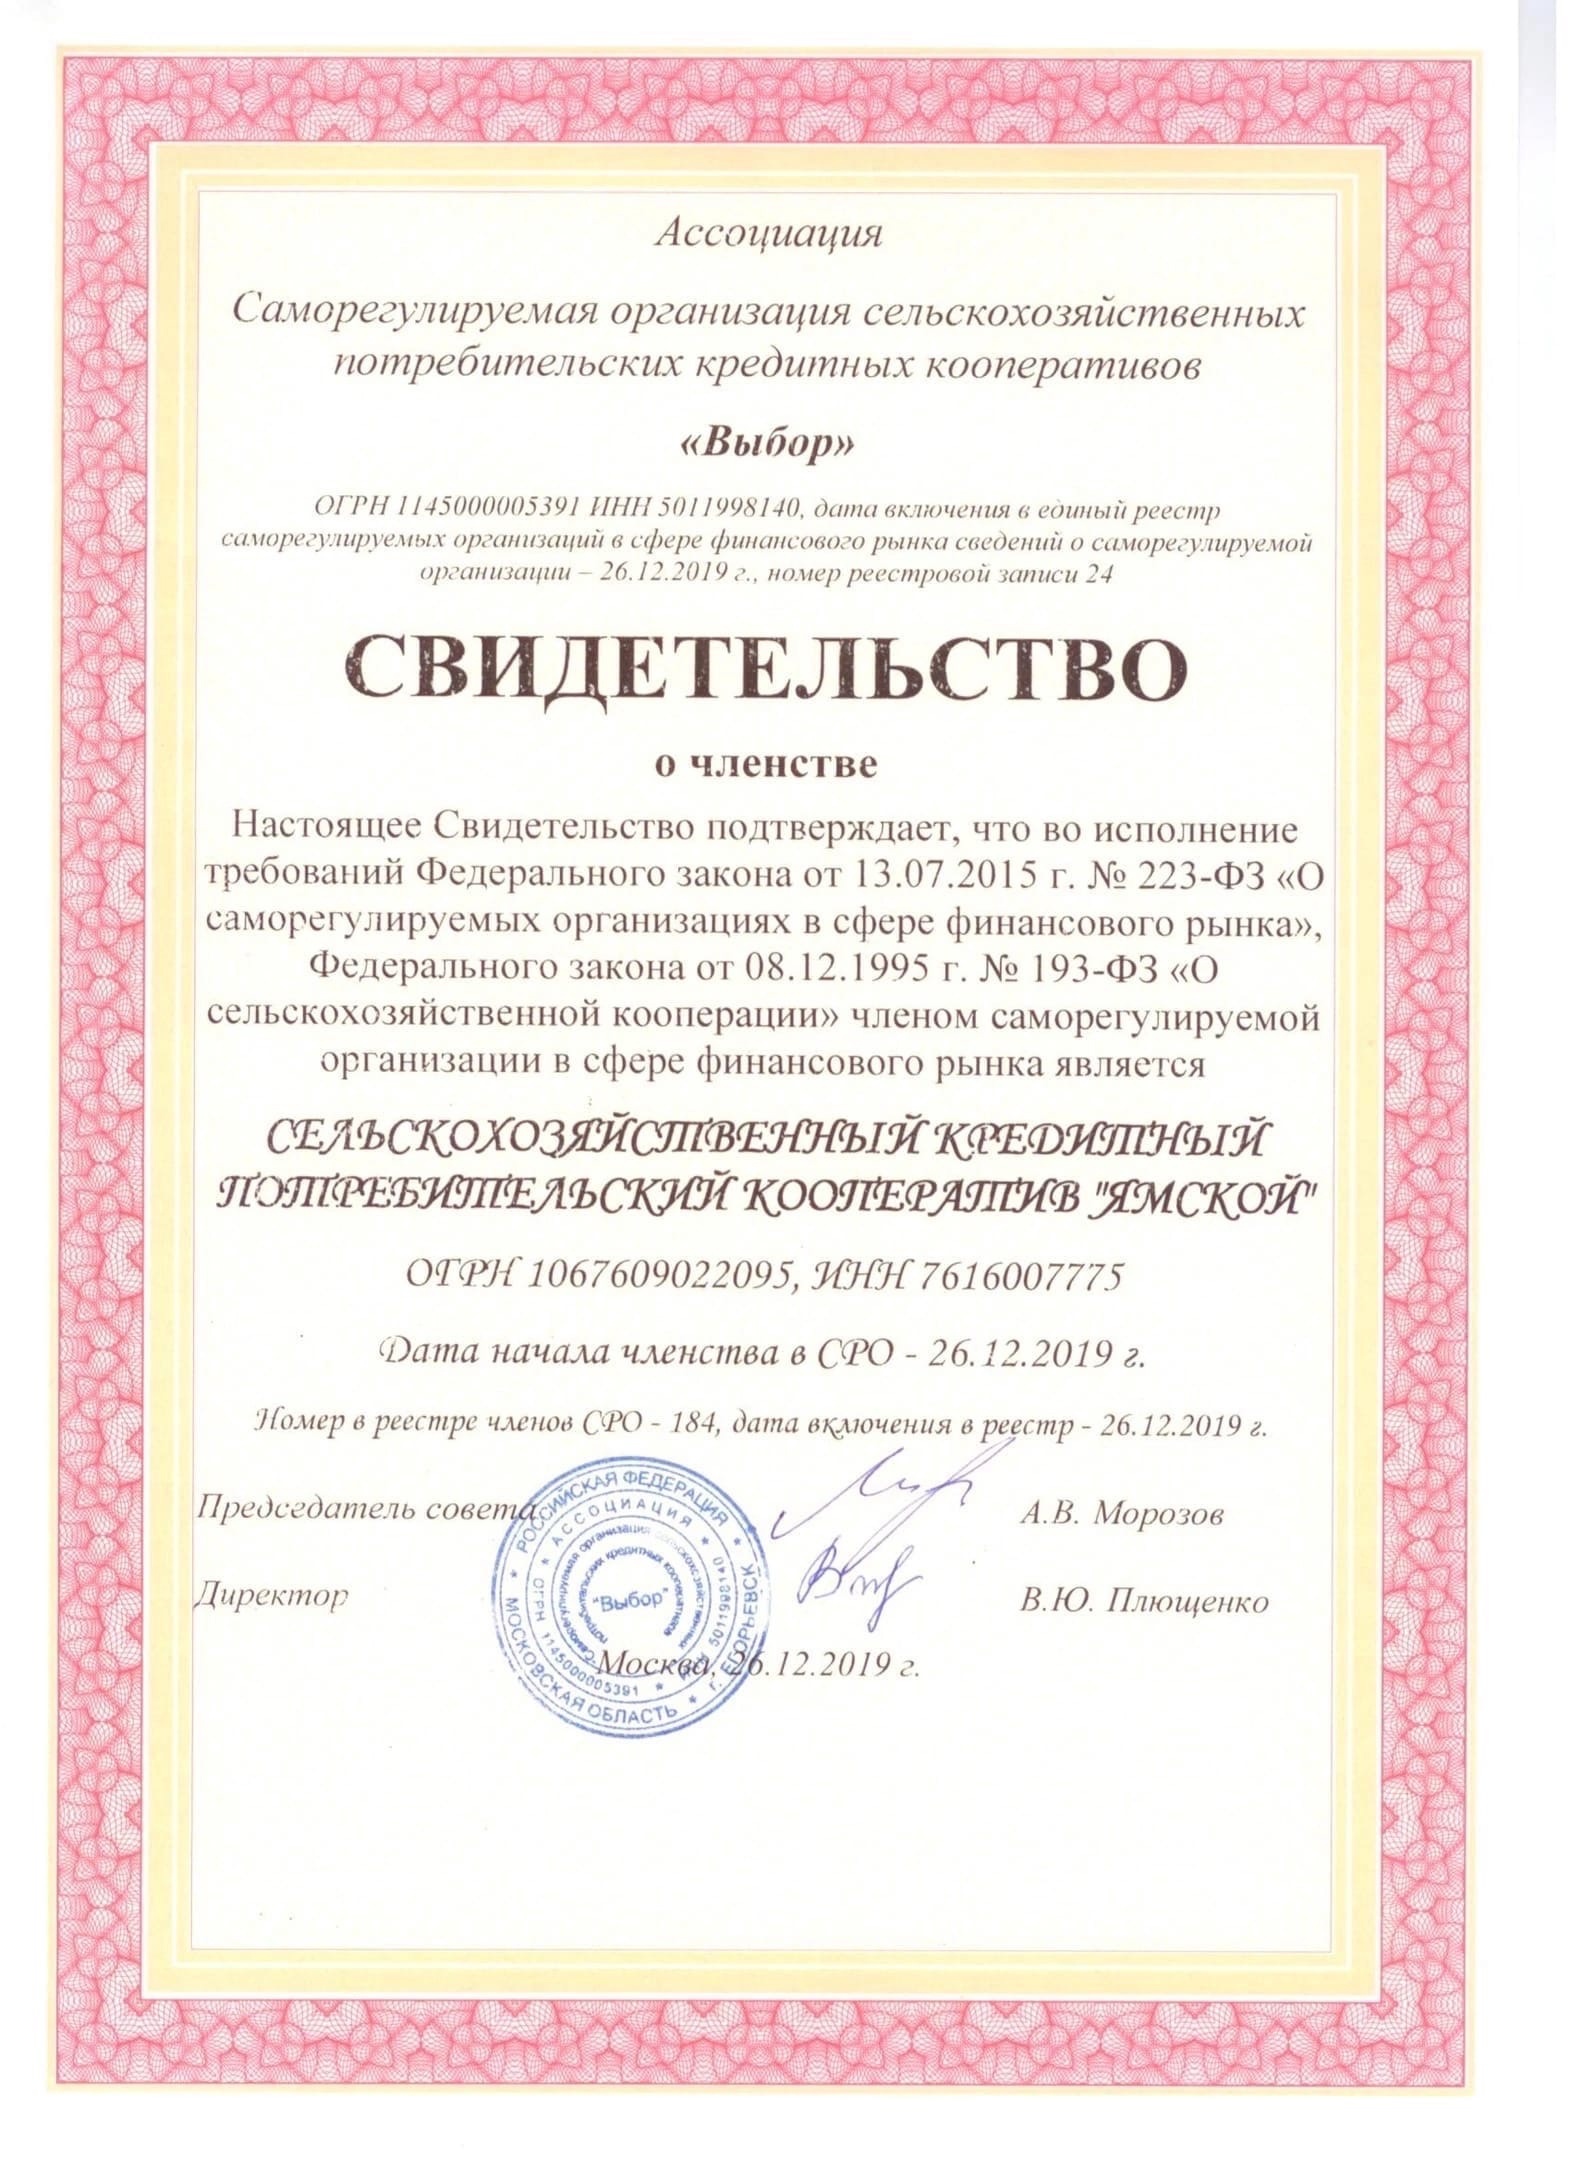 Ассоциация
Саморегулируемая организация сельскохозяйственных
потребительских кредитных кооперативов
«Выбор»
ОГРН 1145000005391 ИНН 5011998140, дата включения в единый реестр
саморегулируемых организаций в сфере финансового рынка сведений о саморегулируемой
организации – 26.12.2019 г., номер реестровой записи 24
СВИДЕТЕЛЬСТВО
о членстве
Настоящее Свидетельство подтверждает, что во исполнение
требований Федерального закона от 13.07.2015 г. № 223-ФЗ «О
саморегулируемых организациях в сфере финансового рынка»,
Федерального закона от 08.12.1995 г. № 193-ФЗ «О
сельскохозяйственной кооперации» членом саморегулируемой
организации в сфере финансового рынка является
СЕЛЬСКОХОЗЯЙСТВЕННЫЙ КРЕДИТНЫЙ
ПОТРЕБИТЕЛЬСКИЙ КООПЕРАТИВ "ЯМСКОЙ"
ОГРН 1067609022095, ИНН 7616007775
Дата начала членства в СРО - 26.12.2019 г.
Номер в реестре членов СРО - 184, дата включения в реестр - 26.12.2019 г.
Председатель совета А.В. Морозов
Директор В.Ю. Плющенко
Москва, 26.12.2019 г.
РОССИЙСКАЯ ФЕДЕРАЦИЯ * г. ЕГОРЬЕВСК * МОСКОВСКАЯ ОБЛАСТЬ *
АССОЦИАЦИЯ * ИНН 5011998140 * ОГРН 1145000005391 *
Саморегулируемая организация сельскохозяйственных
потребительских кредитных кооперативов
"Выбор"